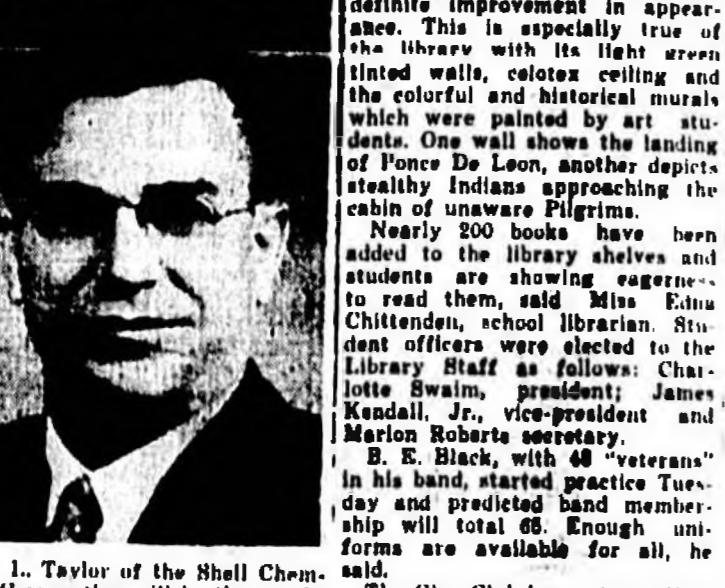 definite improvement in appear-
ance. This is especially true of
the library with its light green
tinted walls, celotex ceiling and
the colorful and historical murals
which were painted by art stu-
dents. One wall shows the landing
of Ponce De Leon, another depicts
stealthy Indians approaching the
cabin of unaware Pilgrims.
Nearly 200 books have been
added to the library shelves and
students are showing eagerness
to read them, said Miss Edna
Chittenden, school librarian. Stu-
dent officers were elected to the
Library Staff as follows: Char-
lotte Swaim, president; James
Kendall, Jr., vice-president and
Marion Roberts secretary.
B. E. Black, with 48 "veterans"
in his band, started practice Tues-
day and predicted band member-
ship will total 65. Enough uni-
forms are available for all, he
said.
L. Taylor of the Shell Chem-